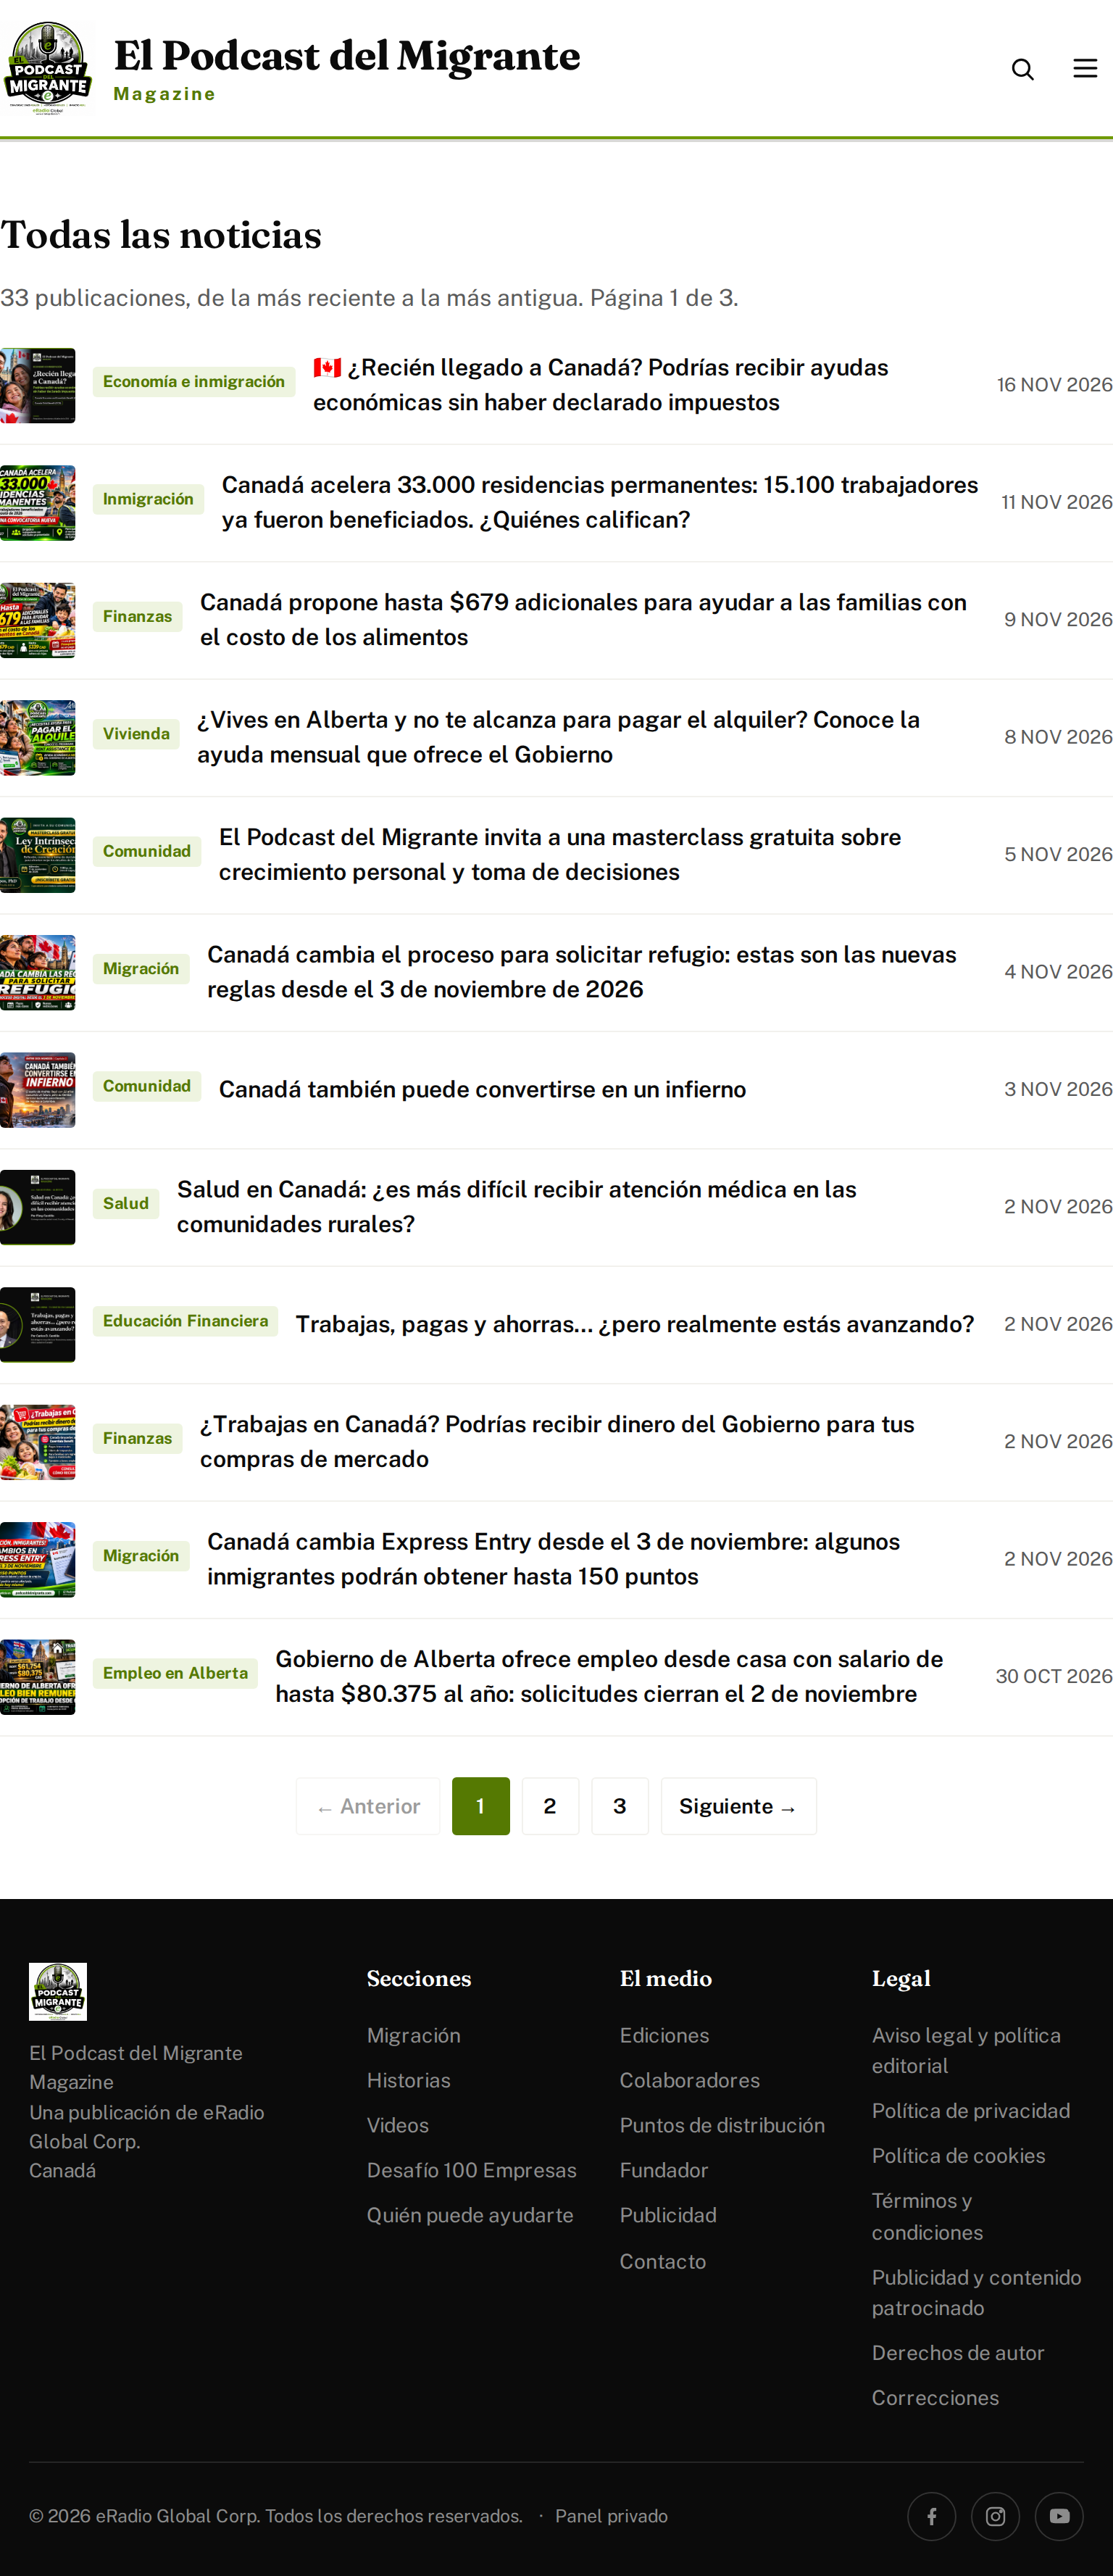 EL
PODCAST
DEL
MIGRANTE
El Podcast del Migrante
Magazine
Todas las noticias
33 publicaciones, de la más reciente a la más antigua. Página 1 de 3.
Economía e inmigración
🇨🇦 ¿Recién llegado a Canadá? Podrías recibir ayudas
económicas sin haber declarado impuestos
16 NOV 2026
Inmigración
Canadá acelera 33.000 residencias permanentes: 15.100 trabajadores
ya fueron beneficiados. ¿Quiénes califican?
11 NOV 2026
Finanzas
Canadá propone hasta $679 adicionales para ayudar a las familias con
el costo de los alimentos
9 NOV 2026
Vivienda
¿Vives en Alberta y no te alcanza para pagar el alquiler? Conoce la
ayuda mensual que ofrece el Gobierno
8 NOV 2026
Comunidad
El Podcast del Migrante invita a una masterclass gratuita sobre
crecimiento personal y toma de decisiones
5 NOV 2026
Migración
Canadá cambia el proceso para solicitar refugio: estas son las nuevas
reglas desde el 3 de noviembre de 2026
4 NOV 2026
Comunidad
Canadá también puede convertirse en un infierno
3 NOV 2026
Salud
Salud en Canadá: ¿es más difícil recibir atención médica en las
comunidades rurales?
2 NOV 2026
Educación Financiera
Trabajas, pagas y ahorras... ¿pero realmente estás avanzando?
2 NOV 2026
Finanzas
¿Trabajas en Canadá? Podrías recibir dinero del Gobierno para tus
compras de mercado
2 NOV 2026
Migración
Canadá cambia Express Entry desde el 3 de noviembre: algunos
inmigrantes podrán obtener hasta 150 puntos
2 NOV 2026
Empleo en Alberta
Gobierno de Alberta ofrece empleo desde casa con salario de
hasta $80.375 al año: solicitudes cierran el 2 de noviembre
30 OCT 2026
← Anterior 1 2 3 Siguiente →
PODCAST
MIGRANTE
El Podcast del Migrante
Magazine
Una publicación de eRadio
Global Corp.
Canadá
Secciones
Migración
Historias
Videos
Desafío 100 Empresas
Quién puede ayudarte
El medio
Ediciones
Colaboradores
Puntos de distribución
Fundador
Publicidad
Contacto
Legal
Aviso legal y política
editorial
Política de privacidad
Política de cookies
Términos y
condiciones
Publicidad y contenido
patrocinado
Derechos de autor
Correcciones
© 2026 eRadio Global Corp. Todos los derechos reservados. · Panel privado